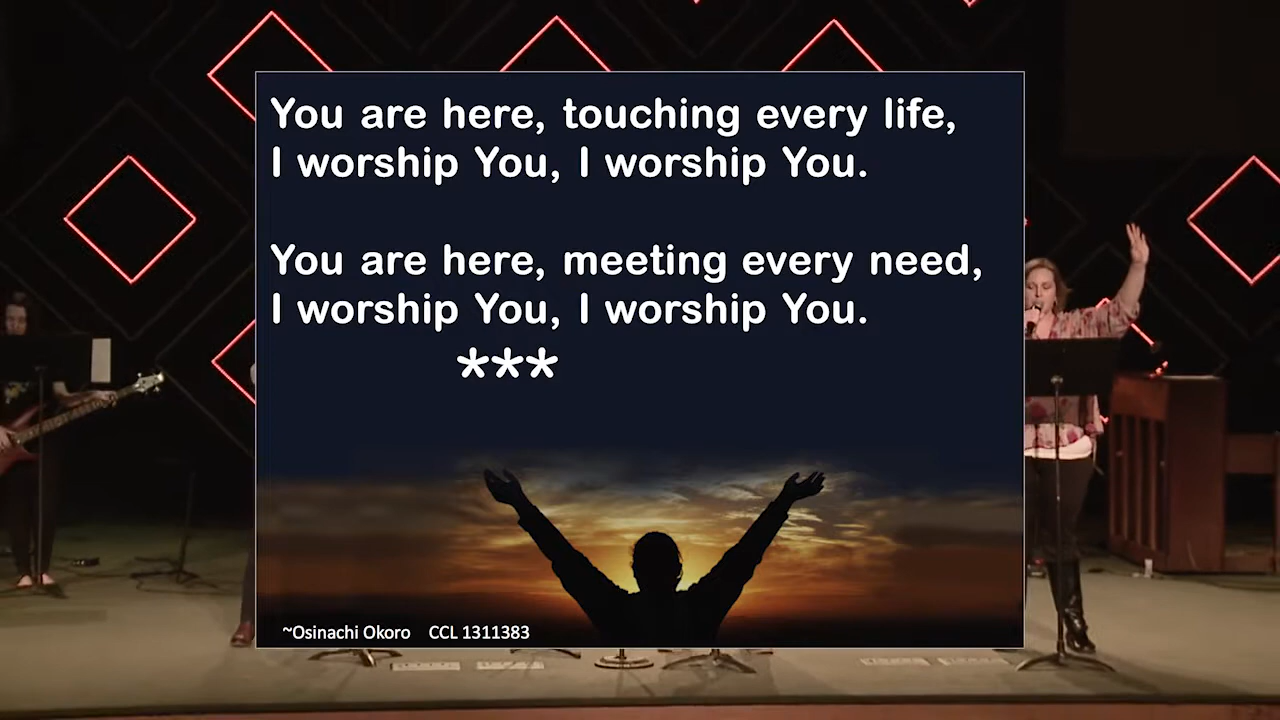 You are here, touching every life,
I worship You, I worship You.
You are here, meeting every need,
I worship You, I worship You.
***
~Osinachi Okoro CCL 1311383